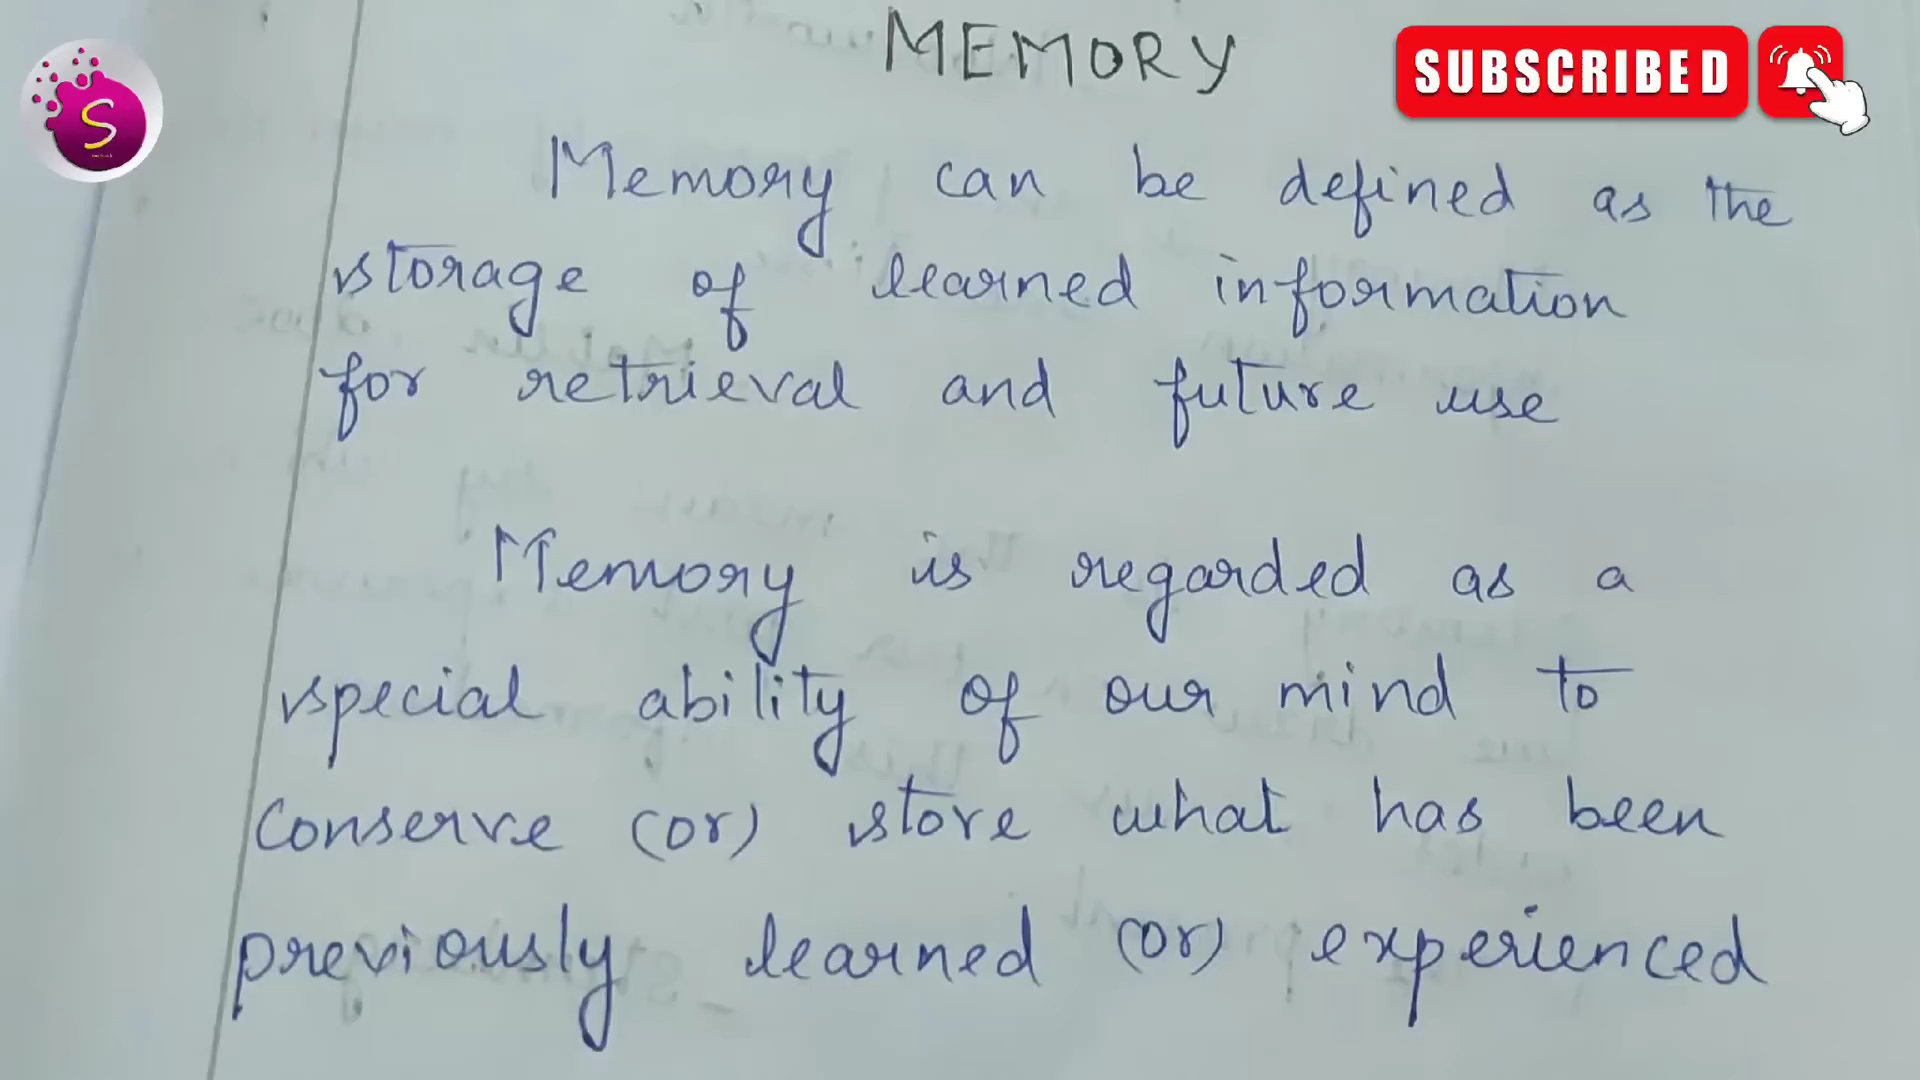 MEMORY
SUBSCRIBED
S
Memory can be defined as the
storage of learned information
for retrieval and future use
Memory is regarded as a
special ability of our mind to
conserve (or) store what has been
previously learned (or) experienced